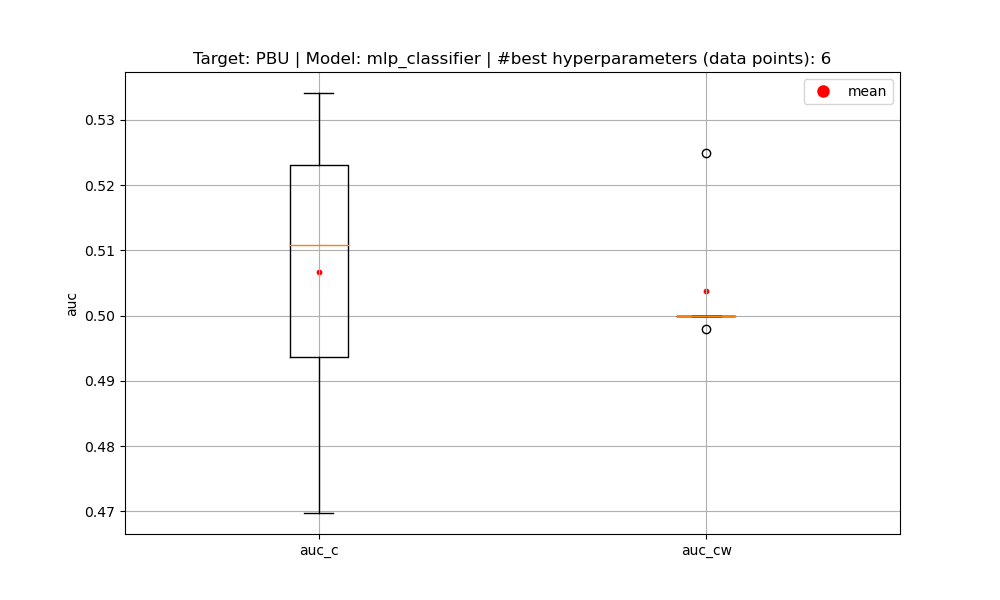 Target: PBU | Model: mlp_classifier | #best hyperparameters (data points): 6
mean
0.53
0.52
0.51
0.50
0.49
0.48
0.47
auc
auc_c
auc_cw